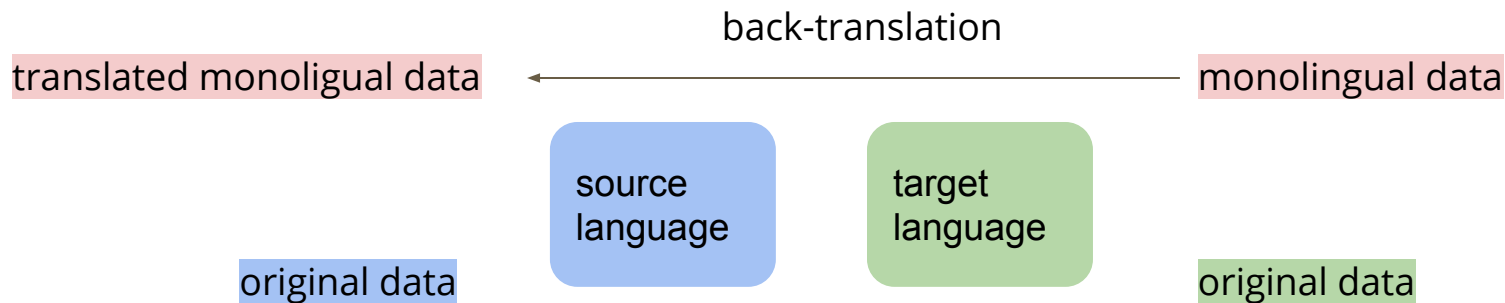 back-translation
translated monoligual data
monolingual data
source
language
target
language
original data
original data